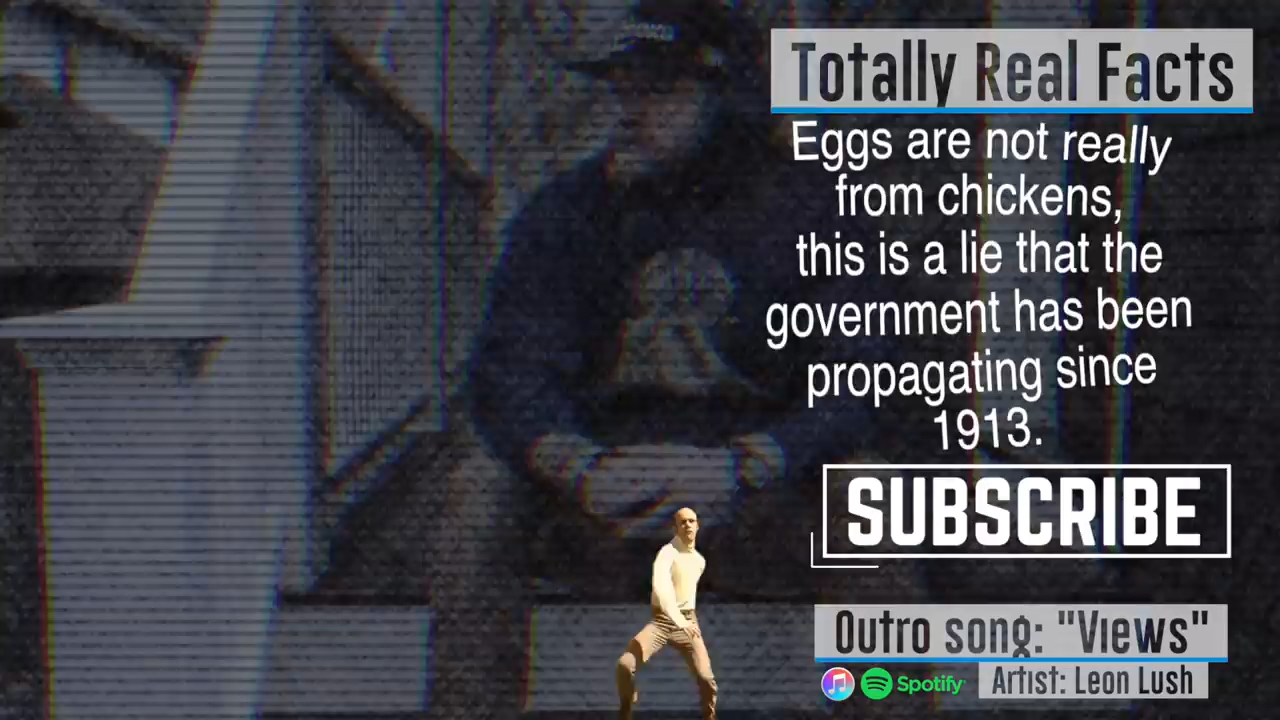 Totally Real Facts
Eggs are not really
from chickens,
this is a lie that the
government has been
propagating since
1913.
SUBSCRIBE
Outro song: "Views"
Spotify
Artist: Leon Lush